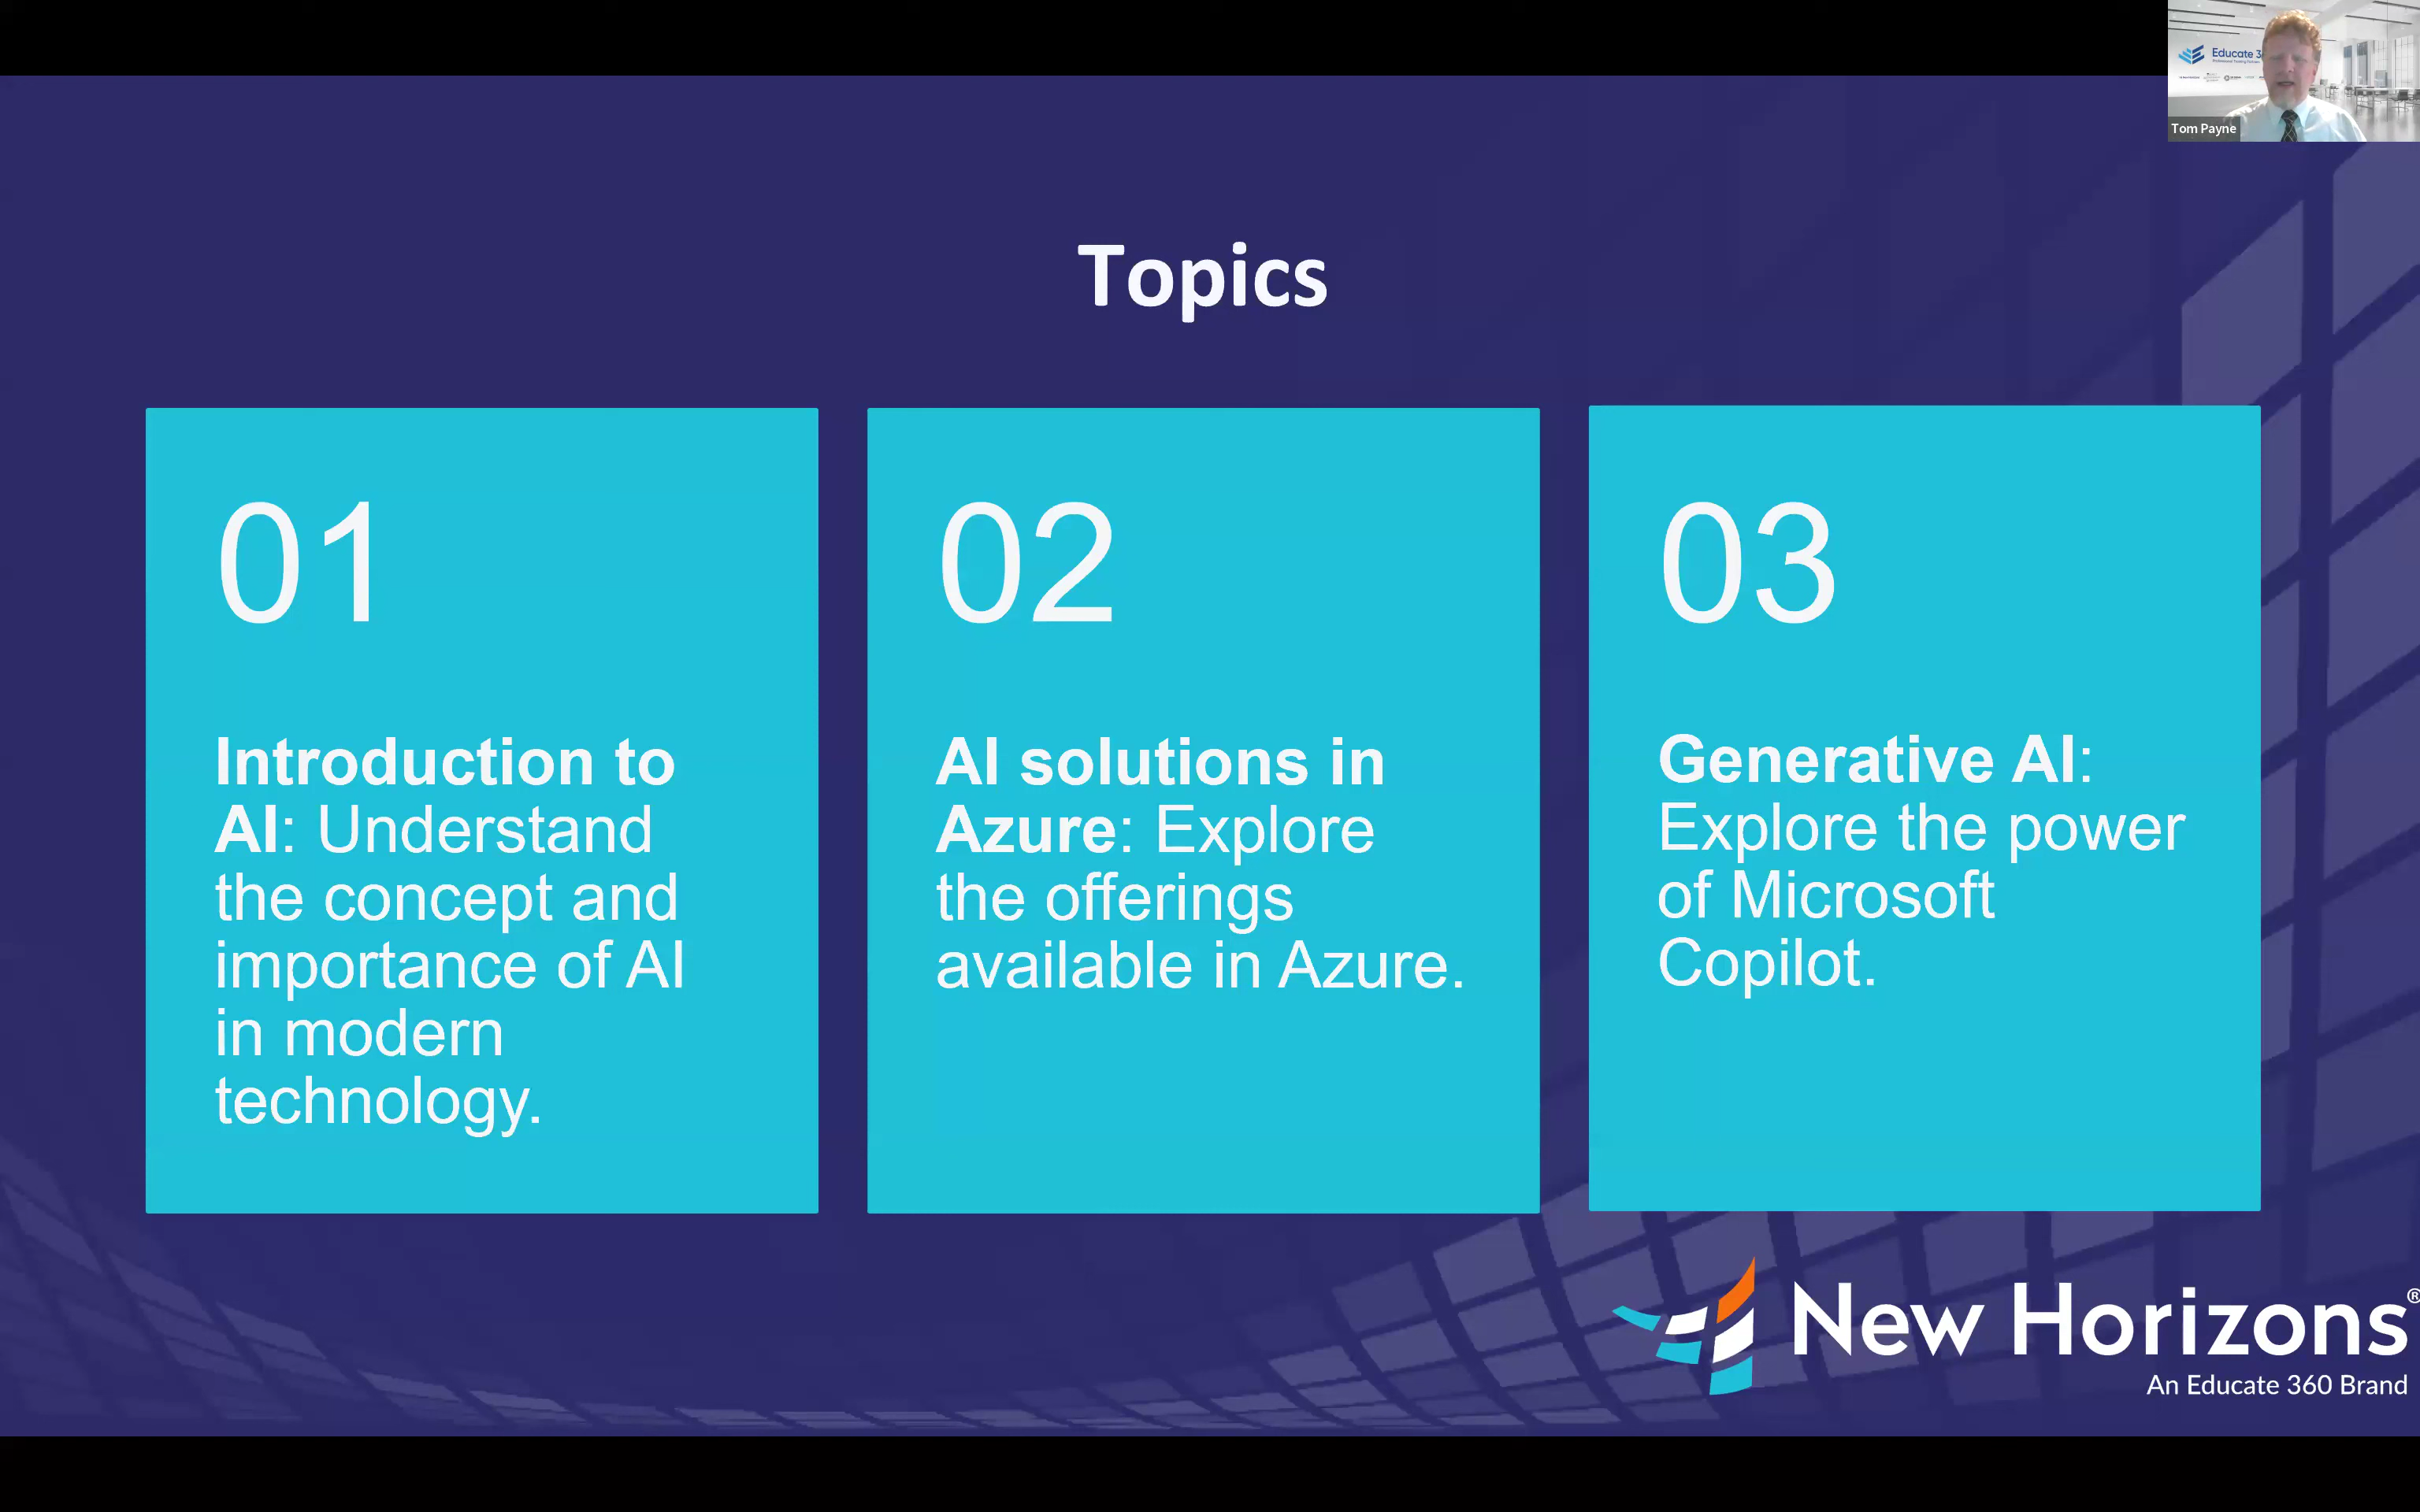 Educate 3
Tom Payne
Topics
01
Introduction to
AI: Understand
the concept and
importance of AI
in modern
technology.
02
AI solutions in
Azure: Explore
the offerings
available in Azure.
03
Generative AI:
Explore the power
of Microsoft
Copilot.
New Horizons®
An Educate 360 Brand